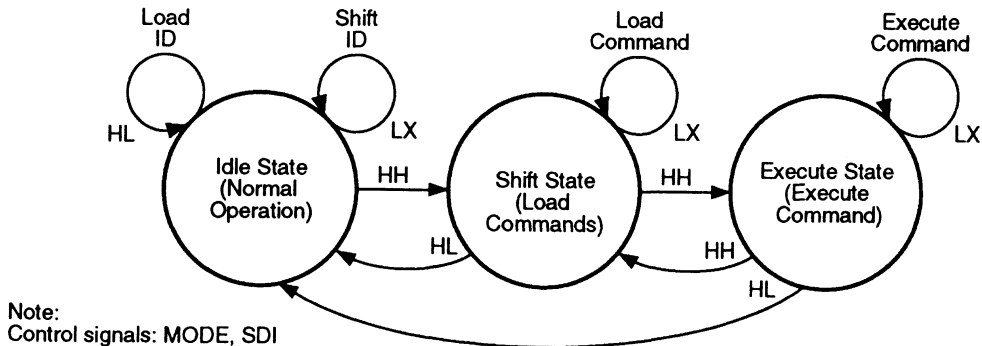 Load
ID
Shift
ID
Load
Command
Execute
Command
HL
LX
LX
LX
Idle State
(Normal
Operation)
HH
Shift State
(Load
Commands)
HH
Execute State
(Execute
Command)
HL
HH
HL
Note:
Control signals: MODE, SDI